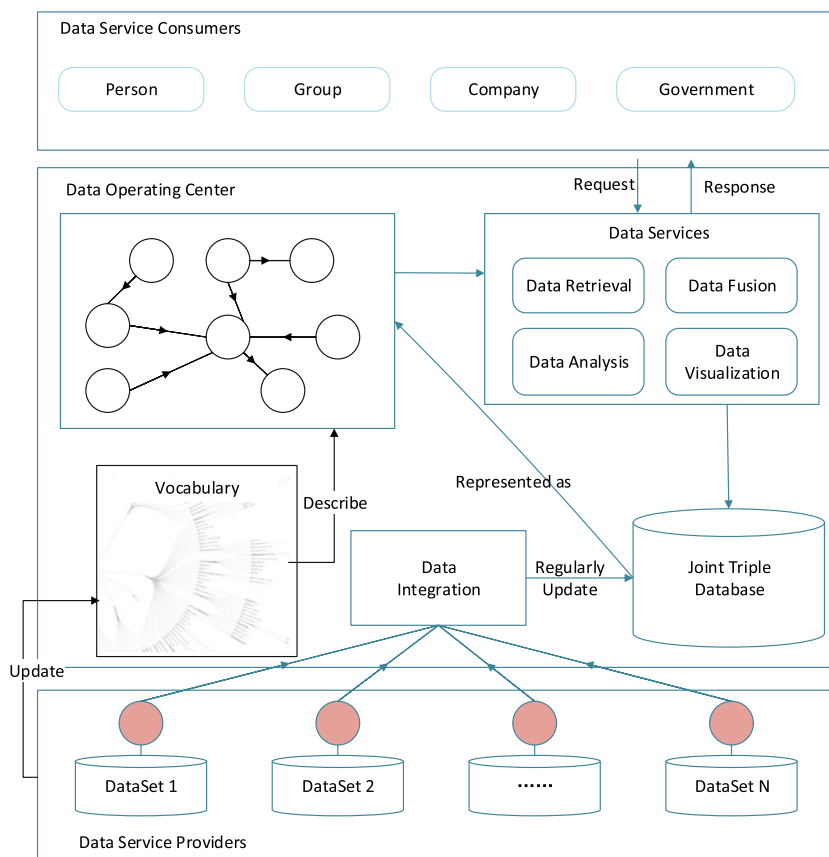 Data Service Consumers
Person
Group
Company
Government
Data Operating Center
Request
Response
Data Services
Data Retrieval
Data Fusion
Data Analysis
Data
Visualization
Vocabulary
Describe
Represented as
Data
Integration
Regularly
Update
Joint Triple
Database
Update
DataSet 1
DataSet 2
......
DataSet N
Data Service Providers